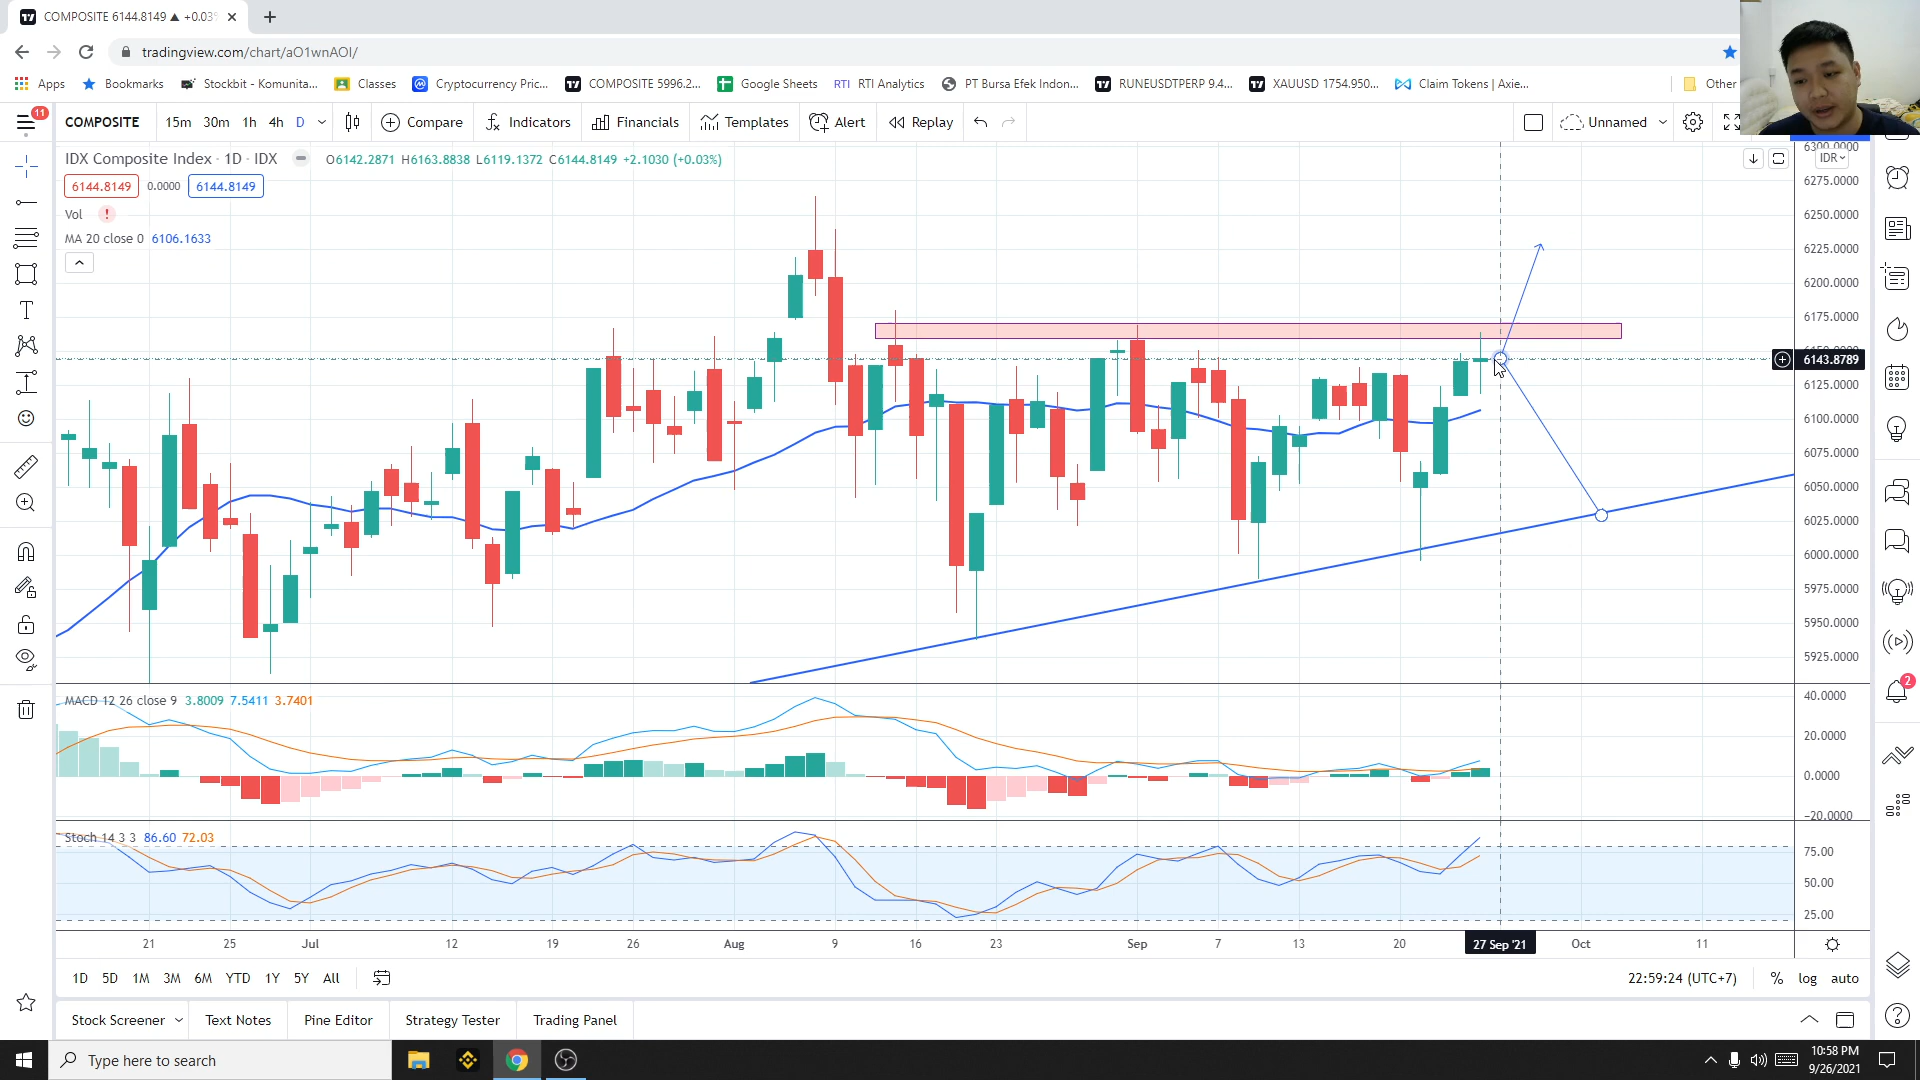 COMPOSITE 6144.8149 ▲ +0.03
tradingview.com/chart/aO1wnAOI/
Apps Bookmarks Stockbit - Komunita... Classes Cryptocurrency Pric... COMPOSITE 5996.2... Google Sheets RTI RTI Analytics PT Bursa Efek Indon... RUNEUSDTPERP 9.4... XAUUSD 1754.950... Claim Tokens | Axie... Other
11
COMPOSITE 15m 30m 1h 4h D Compare Indicators Financials Templates Alert Replay Unnamed
IDX Composite Index · 1D · IDX O6142.2871 H6163.8838 L6119.1372 C6144.8149 +2.1030 (+0.03%)
IDR
6144.8149 0.0000 6144.8149
Vol !
MA 20 close 0 6106.1633
6300.0000
6275.0000
6250.0000
6225.0000
6200.0000
6175.0000
6143.8789
6125.0000
6100.0000
6075.0000
6050.0000
6025.0000
6000.0000
5975.0000
5950.0000
5925.0000
MACD 12 26 close 9 3.8009 7.5411 3.7401
40.0000
20.0000
0.0000
-20.0000
Stoch 14 3 3 86.60 72.03
75.00
50.00
25.00
2
21 25 Jul 12 19 26 Aug 9 16 23 Sep 7 13 20 27 Sep '21 Oct 11
1D 5D 1M 3M 6M YTD 1Y 5Y All 22:59:24 (UTC+7) % log auto
Stock Screener Text Notes Pine Editor Strategy Tester Trading Panel
Type here to search
10:58 PM
9/26/2021